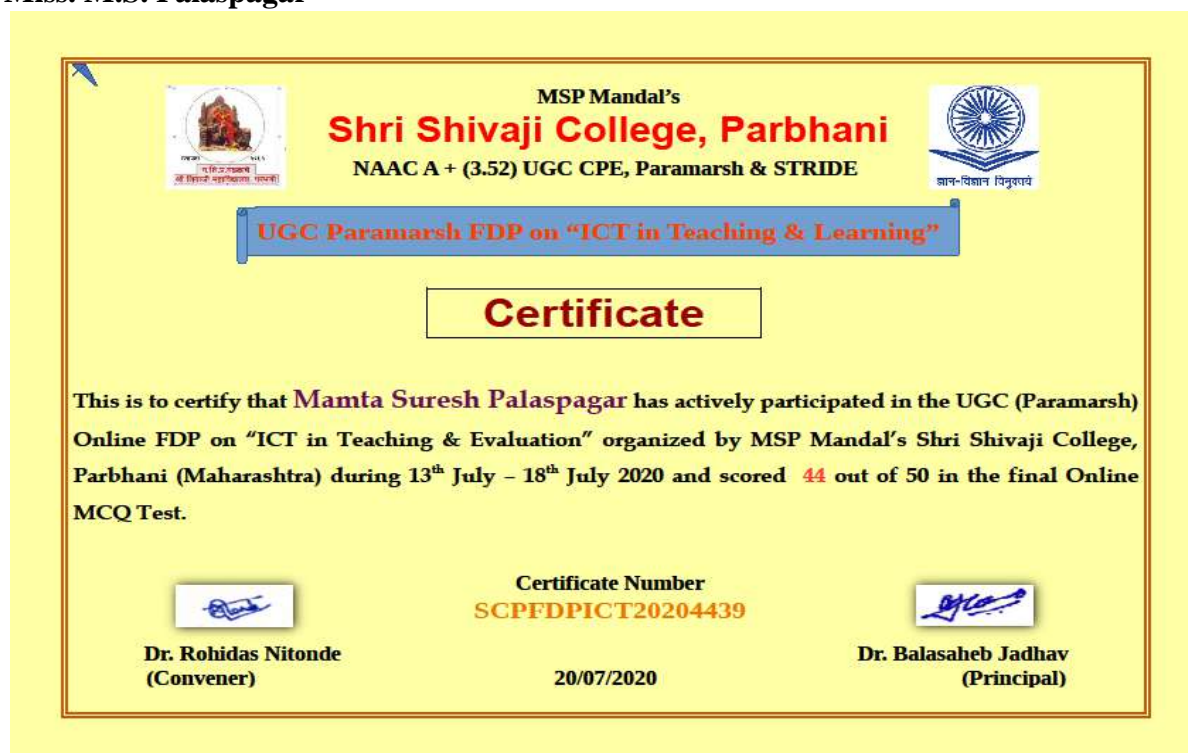 Miss. M.S. Palaspagar
MSP Mandal's
Shri Shivaji College, Parbhani
NAAC A + (3.52) UGC CPE, Paramarsh & STRIDE
ज्ञान-विज्ञान विमुक्तये
UGC Paramarsh FDP on “ICT in Teaching & Learning”
Certificate
This is to certify that Mamta Suresh Palaspagar has actively participated in the UGC (Paramarsh)
Online FDP on “ICT in Teaching & Evaluation” organized by MSP Mandal’s Shri Shivaji College,
Parbhani (Maharashtra) during 13th July – 18th July 2020 and scored 44 out of 50 in the final Online
MCQ Test.
Certificate Number
SCPFDPICT20204439
Dr. Rohidas Nitonde
(Convener)
20/07/2020
Dr. Balasaheb Jadhav
(Principal)